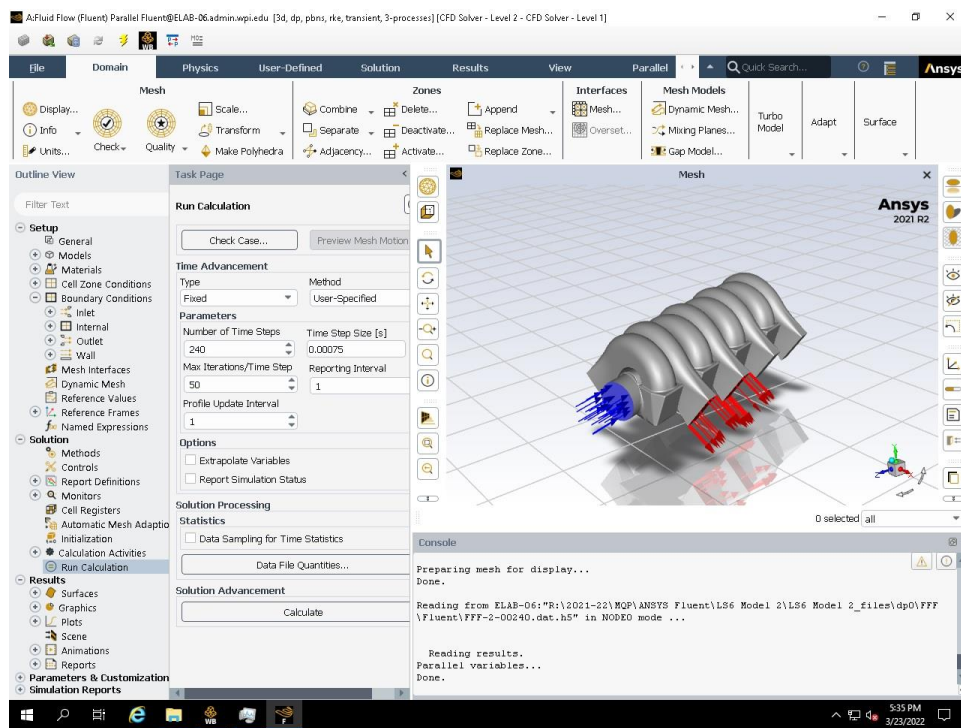 A:Fluid Flow (Fluent) Parallel Fluent@ELAB-06.admin.wpi.edu [3d, dp, pbns, rke, transient, 3-processes] [CFD Solver - Level 2 - CFD Solver - Level 1]
WB
File Domain Physics User-Defined Solution Results View Parallel Quick Search... Ansys
Mesh Zones Interfaces Mesh Models
Display... Scale... Combine Delete... Append Mesh... Dynamic Mesh...
Info Transform Separate Deactivate... Replace Mesh... Overset... Mixing Planes... Turbo Model Adapt Surface
Units... Check Quality Make Polyhedra Adjacency... Activate... Replace Zone... Gap Model...
Outline View Task Page < Mesh
Filter Text
Setup
General
Models
Materials
Cell Zone Conditions
Boundary Conditions
Inlet
Internal
Outlet
Wall
Mesh Interfaces
Dynamic Mesh
Reference Values
Reference Frames
Named Expressions
Solution
Methods
Controls
Report Definitions
Monitors
Cell Registers
Automatic Mesh Adaptio
Initialization
Calculation Activities
Run Calculation
Results
Surfaces
Graphics
Plots
Scene
Animations
Reports
Parameters & Customization
Simulation Reports
Run Calculation
Check Case... Preview Mesh Motion
Time Advancement
Type Method
Fixed User-Specified
Parameters
Number of Time Steps Time Step Size [s]
240 0.00075
Max Iterations/Time Step Reporting Interval
50 1
Profile Update Interval
1
Options
Extrapolate Variables
Report Simulation Status
Solution Processing
Statistics
Data Sampling for Time Statistics
Data File Quantities...
Solution Advancement
Calculate
Ansys
2021 R2
0 selected all
Console
Preparing mesh for display...
Done.
Reading from ELAB-06:"R:\2021-22\MQP\ANSYS Fluent\LS6 Model 2\LS6 Model 2_files\dp0\FFF
\Fluent\FFF-2-00240.dat.h5" in NODE0 mode ...
Reading results.
Parallel variables...
Done.
WB
5:35 PM
3/23/2022